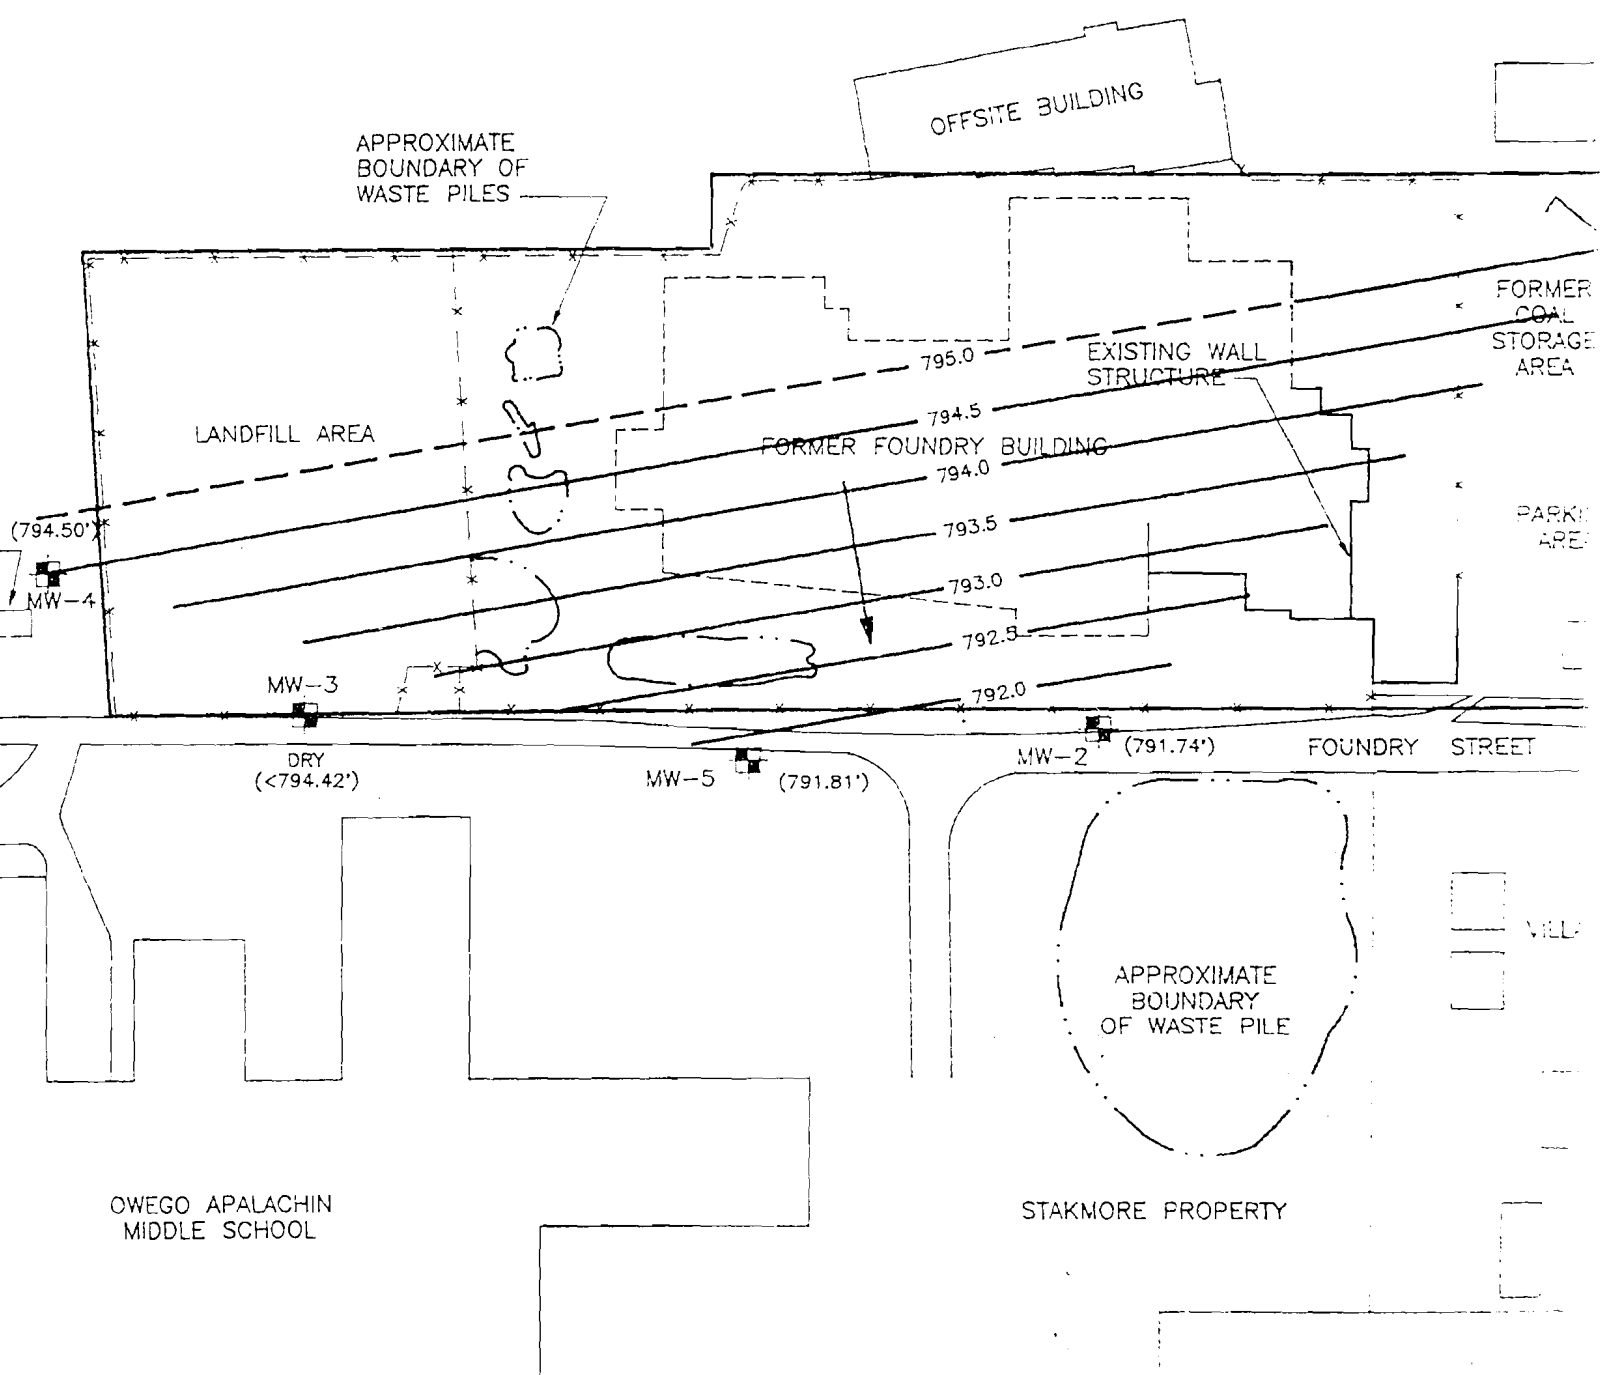 OFFSITE BUILDING
APPROXIMATE
BOUNDARY OF
WASTE PILES
FORMER
COAL
STORAGE
AREA
795.0
EXISTING WALL
STRUCTURE
794.5
LANDFILL AREA
FORMER FOUNDRY BUILDING
794.0
793.5
(794.50')
MW-4
793.0
792.5
792.0
MW-3
DRY
(<794.42')
MW-5
(791.81')
MW-2
(791.74')
FOUNDRY STREET
APPROXIMATE
BOUNDARY
OF WASTE PILE
OWEGO APALACHIN
MIDDLE SCHOOL
STAKMORE PROPERTY